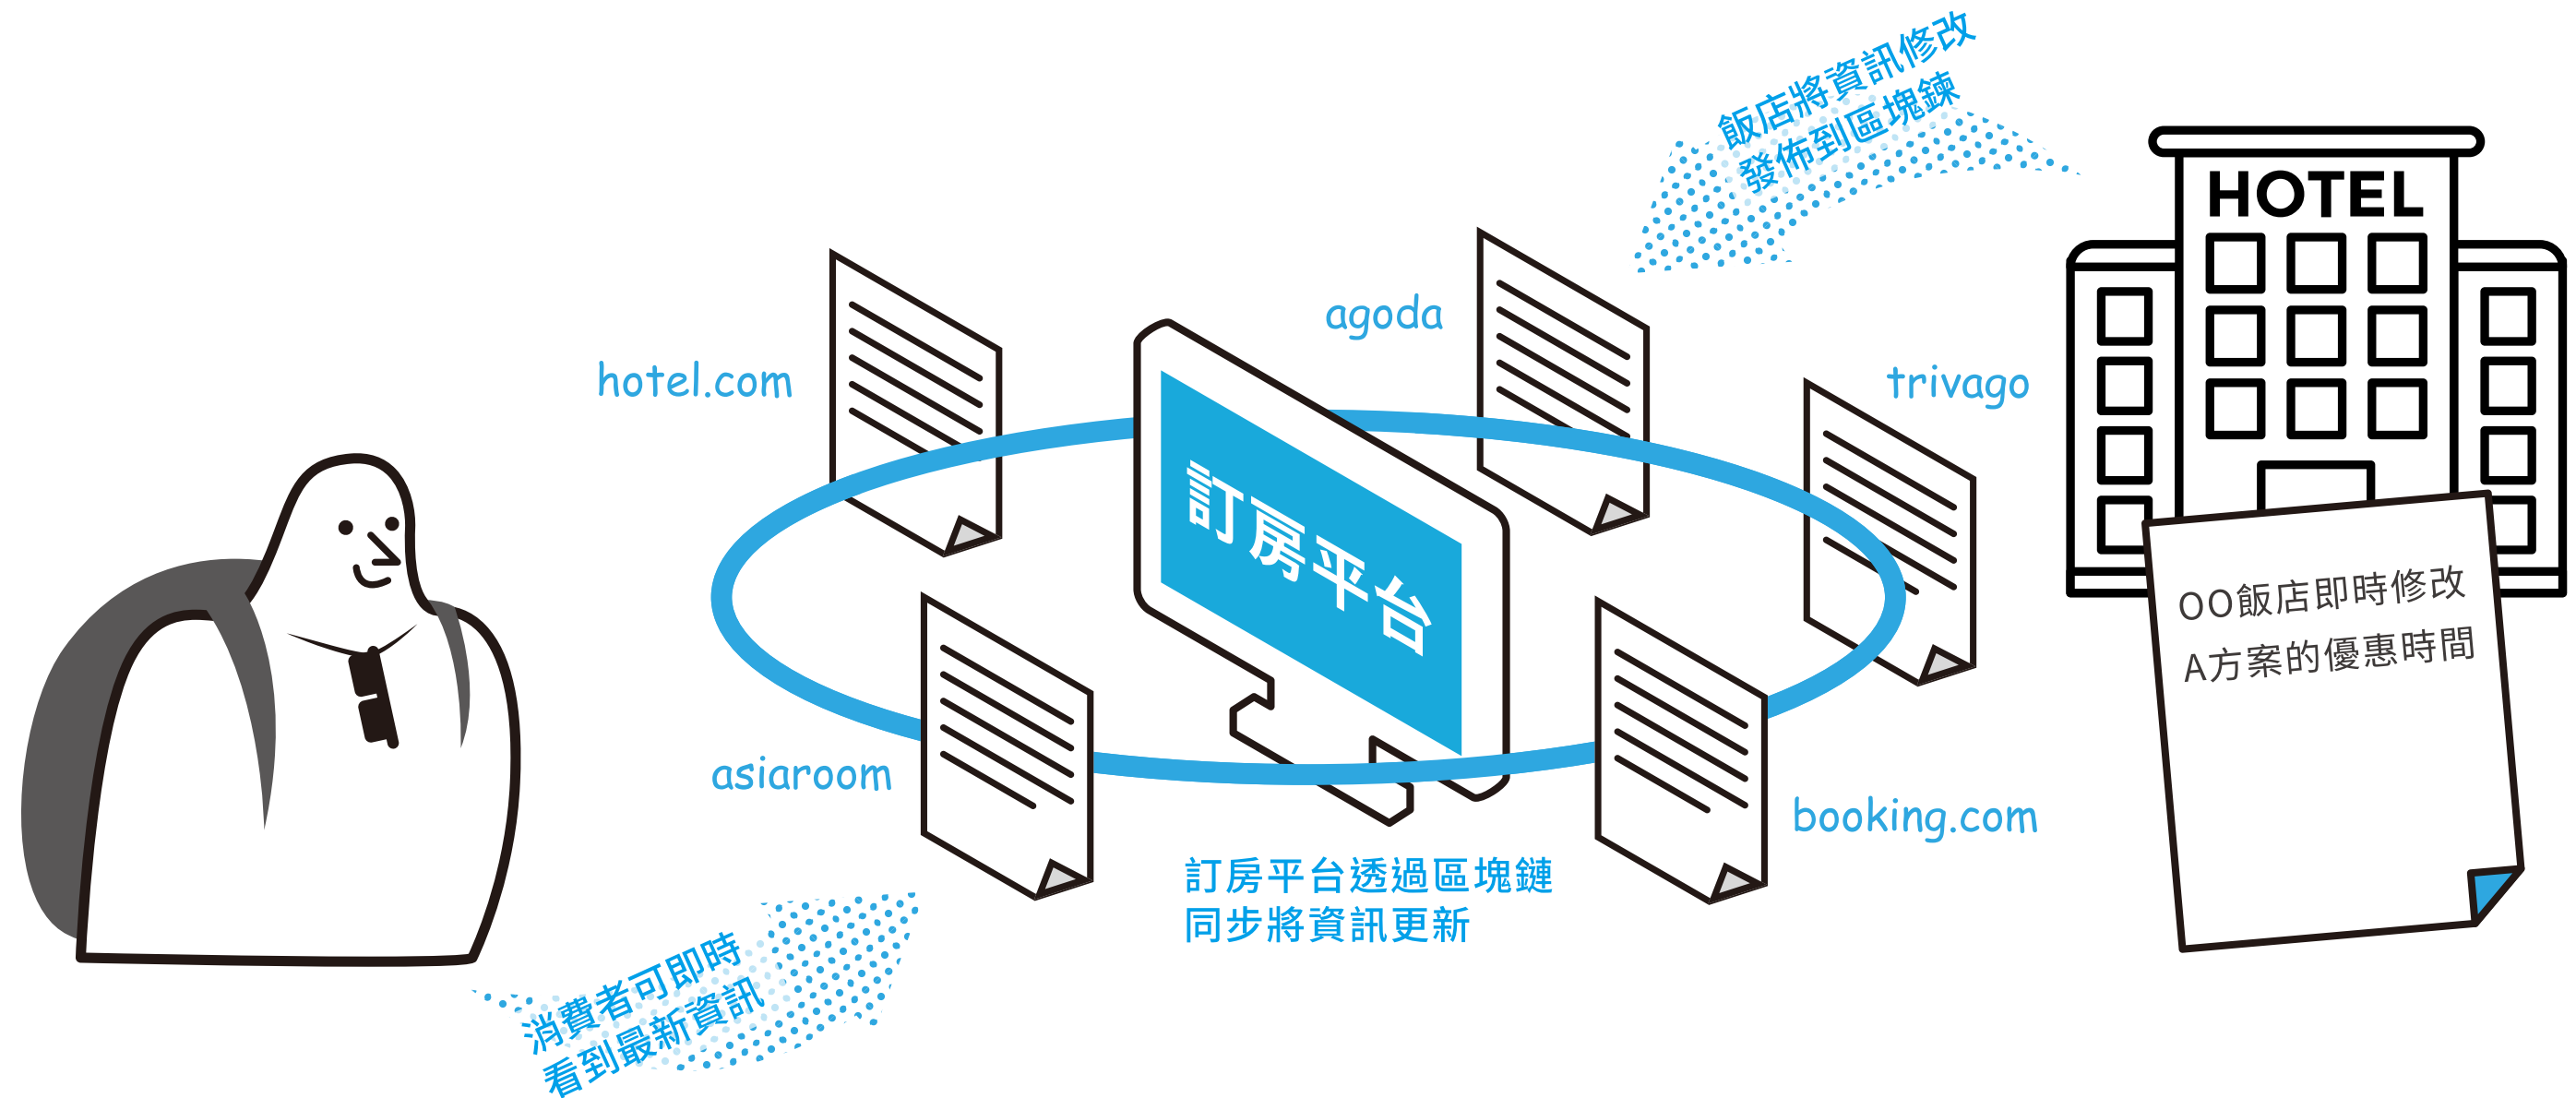 飯店將資訊修改
發佈到區塊鍊
HOTEL
agoda
hotel.com
trivago
訂房平台
OO飯店即時修改
A方案的優惠時間
asiaroom
booking.com
訂房平台透過區塊鏈
同步將資訊更新
消費者可即時
看到最新資訊